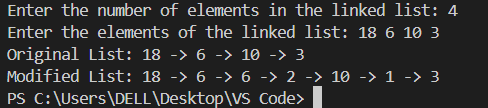 Enter the number of elements in the linked list: 4
Enter the elements of the linked list: 18 6 10 3
Original List: 18 -> 6 -> 10 -> 3
Modified List: 18 -> 6 -> 6 -> 2 -> 10 -> 1 -> 3
PS C:\Users\DELL\Desktop\VS Code>